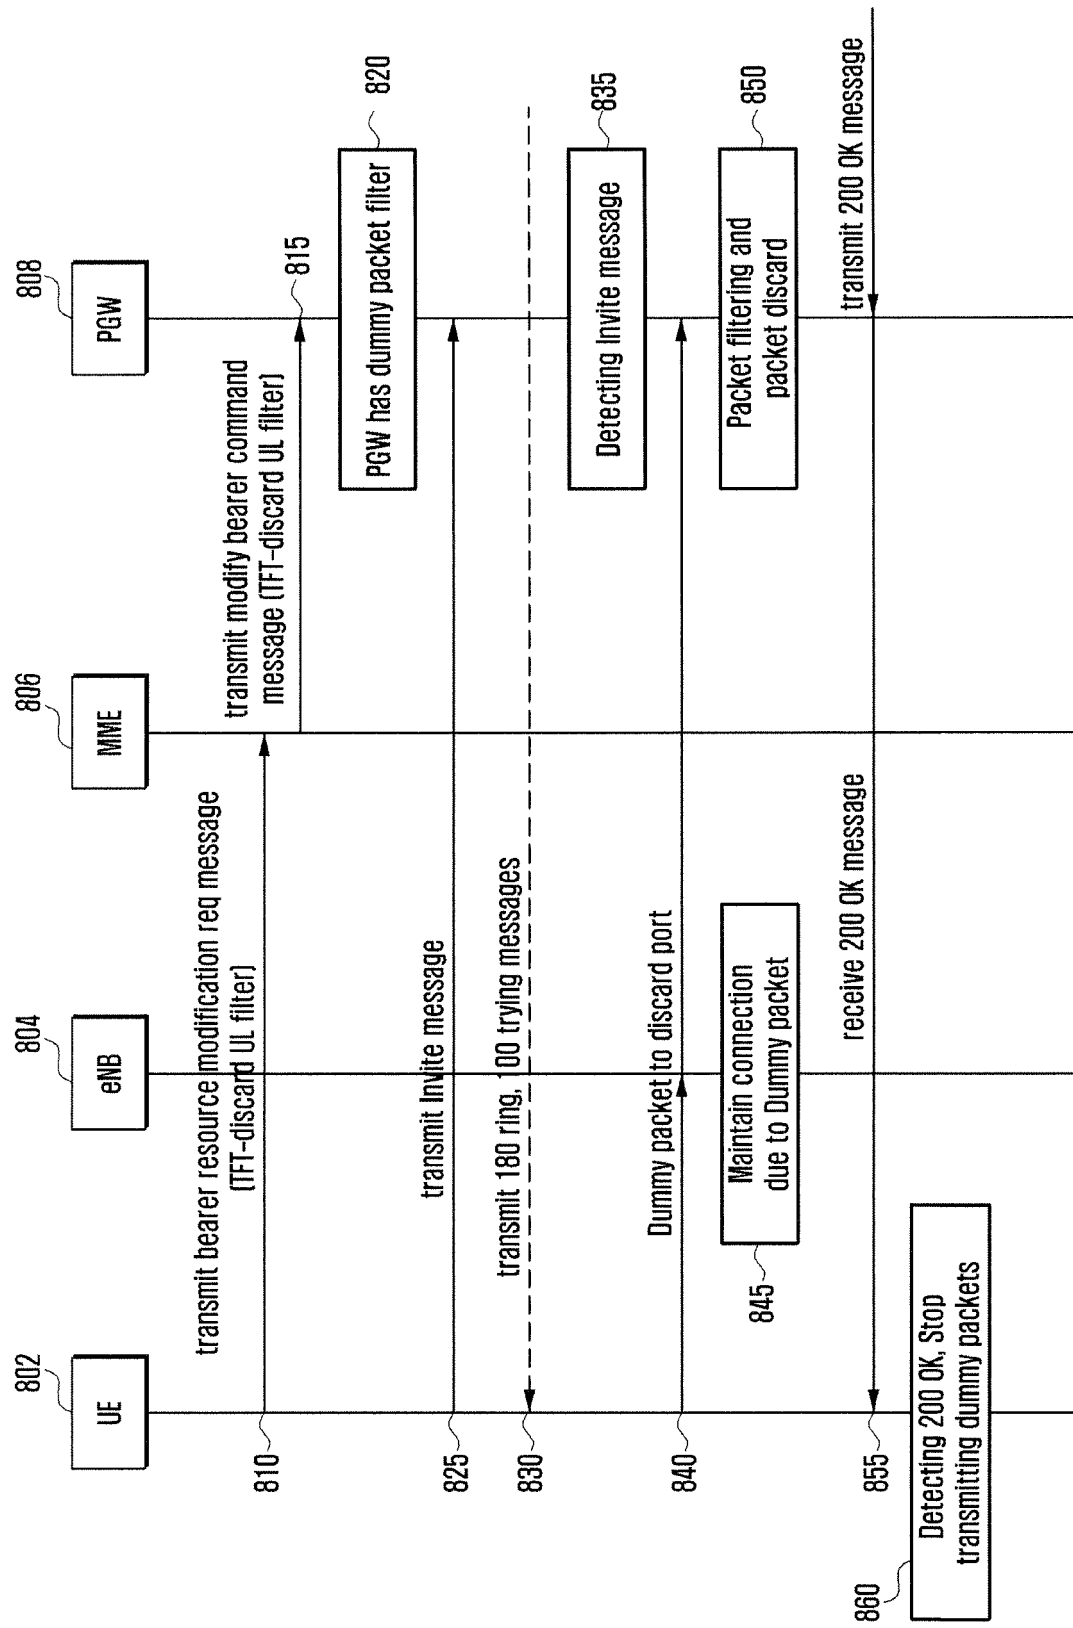 802
804
806
808
UE
eNB
MME
PGW
transmit bearer resource modification req message
(TFT-discard UL filter)
810
transmit modify bearer command
message (TFT-discard UL filter)
815
PGW has dummy packet filter
820
transmit Invite message
825
transmit 180 ring, 100 trying messages
830
Detecting Invite message
835
Dummy packet to discard port
840
Maintain connection
due to Dummy packet
845
Packet filtering and
packet discard
850
receive 200 OK message
transmit 200 OK message
855
Detecting 200 OK, Stop
transmitting dummy packets
860